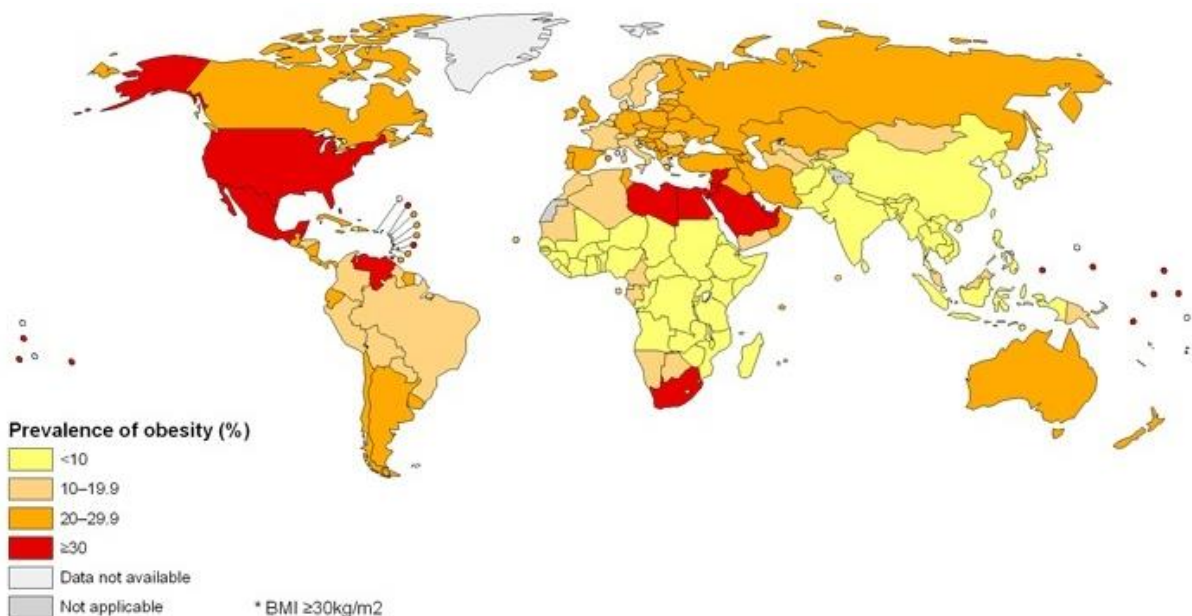 Prevalence of obesity (%)
<10
10–19.9
20–29.9
≥30
Data not available
Not applicable
* BMI ≥30kg/m2